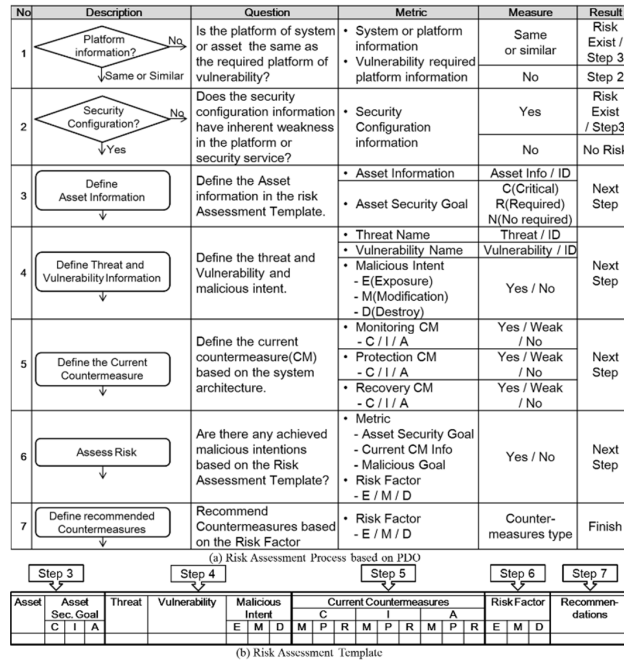 No Description Question Metric Measure Result
1
Platform
information?
No
Same or Similar
Is the platform of system
or asset the same as
the required platform of
vulnerability?
• System or platform
information
• Vulnerability required
platform information
Same
or similar
Risk
Exist /
Step 3
No
Step 2
2
Security
Configuration?
No
Yes
Does the security
configuration information
have inherent weakness
in the platform or
security service?
• Security
Configuration
information
Yes
Risk
Exist
/ Step3
No
No Risk
3
Define
Asset Information
Define the Asset
information in the risk
Assessment Template.
• Asset Information
Asset Info / ID
• Asset Security Goal
C(Critical)
R(Required)
N(No required)
Next
Step
4
Define Threat and
Vulnerability Information
Define the threat and
Vulnerability and
malicious intent.
• Threat Name
Threat / ID
• Vulnerability Name
Vulnerability / ID
• Malicious Intent
- E(Exposure)
- M(Modification)
- D(Destroy)
Yes / No
Next
Step
5
Define the Current
Countermeasure
Define the current
countermeasure(CM)
based on the system
architecture.
• Monitoring CM
- C / I / A
Yes / Weak
/ No
• Protection CM
- C / I / A
Yes / Weak
/ No
• Recovery CM
- C / I / A
Yes / Weak
/ No
Next
Step
6
Assess Risk
Are there any achieved
malicious intentions
based on the Risk
Assessment Template?
• Metric
- Asset Security Goal
- Current CM Info
- Malicious Goal
• Risk Factor
- E / M / D
Yes / No
Next
Step
7
Define recommended
Countermeasures
Recommend
Countermeasures based
on the Risk Factor
• Risk Factor
- E / M / D
Counter-
measures type
Finish
(a) Risk Assessment Process based on PDO
Step 3 Step 4 Step 5 Step 6 Step 7
Asset
Asset
Sec. Goal
Threat
Vulnerability
Malicious
Intent
Current Countermeasures
Risk Factor
Recommen-
dations
C I A
C I A E M D M P R M P R M P R E M D
(b) Risk Assessment Template